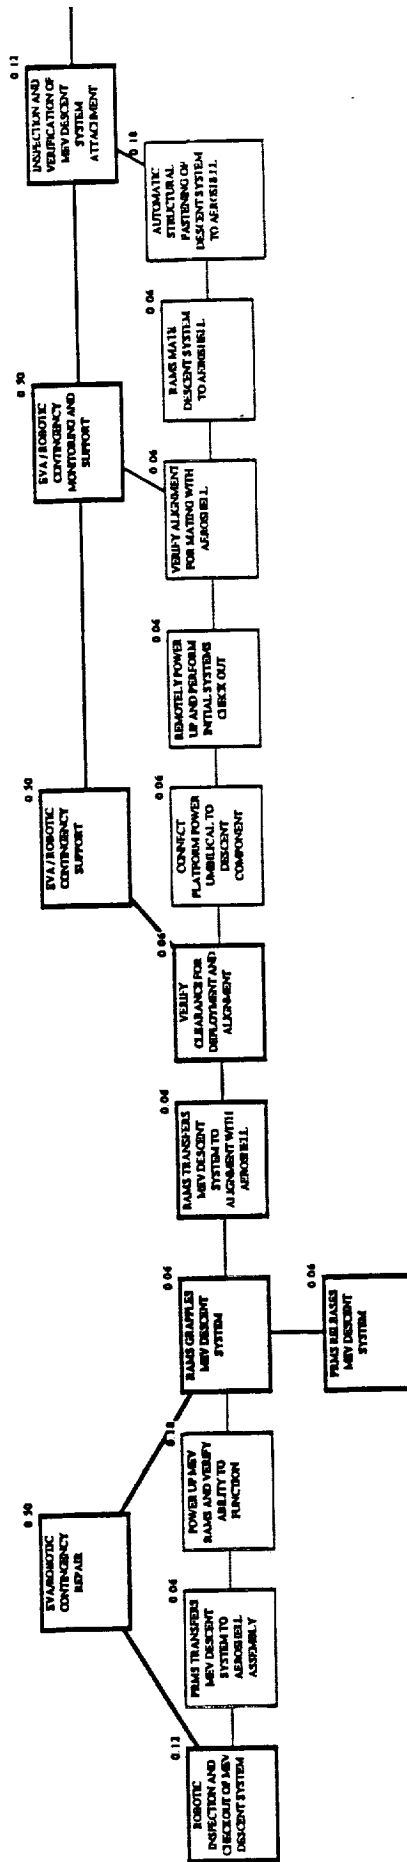 0.12
ROBOTIC
INSPECTION AND
CHECKOUT OF MEV
DESCENT SYSTEM
0.06
PRMS TRANSFERS
MEV DESCENT
SYSTEM TO
AEROSHELL
ASSEMBLY
0 50
EVA/ROBOTIC
CONTINGENCY
REPAIR
0.18
POWER UP MEV
RAMS AND VERIFY
ABILITY TO
FUNCTION
0 06
RAMS GRAPPLES
MEV DESCENT
SYSTEM
0 06
PRMS RELEASES
MEV DESCENT
SYSTEM
0 06
RAMS TRANSFERS
MEV DESCENT
SYSTEM TO
ALIGNMENT WITH
AEROSHELL
0 06
VERIFY
CLEARANCE FOR
DEPLOYMENT AND
ALIGNMENT
0 50
EVA / ROBOTIC
CONTINGENCY
SUPPORT
0 06
CONNECT
PLATFORM POWER
UMBILICAL TO
DESCENT
COMPONENT
0 06
REMOTELY POWER
UP AND PERFORM
INITIAL SYSTEMS
CHECK OUT
0 06
VERIFY ALIGNMENT
FOR MATING WITH
AEROSHELL
0 50
EVA / ROBOTIC
CONTINGENCY
MONITORING AND
SUPPORT
0 06
RAMS MATE
DESCENT SYSTEM
TO AEROSHELL
0 18
AUTOMATIC
STRUCTURAL
FASTENING OF
DESCENT SYSTEM
TO AEROSHELL
0 12
INSPECTION AND
VERIFICATION OF
MEV DESCENT
SYSTEM
ATTACHMENT